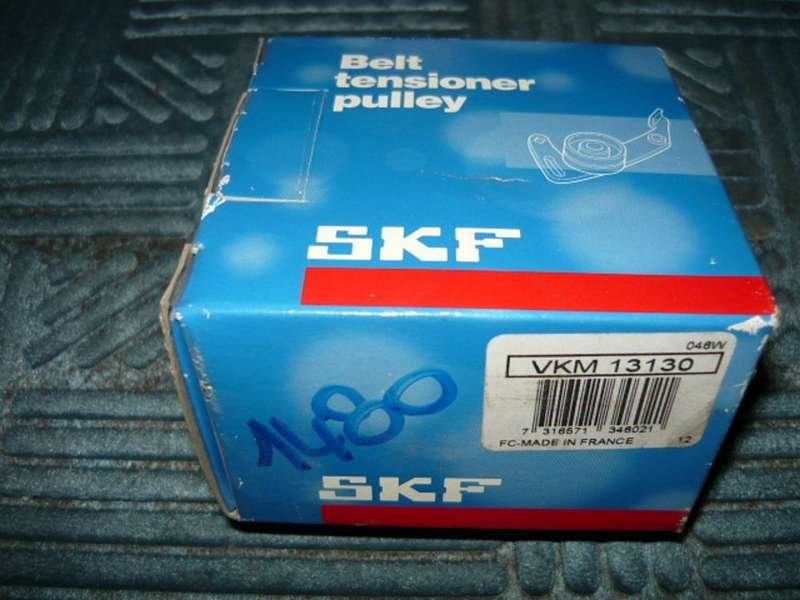 Belt
tensioner
pulley
SKF
046W
VKM 13130
7 316571 346021
FC-MADE IN FRANCE 12
1480
SKF